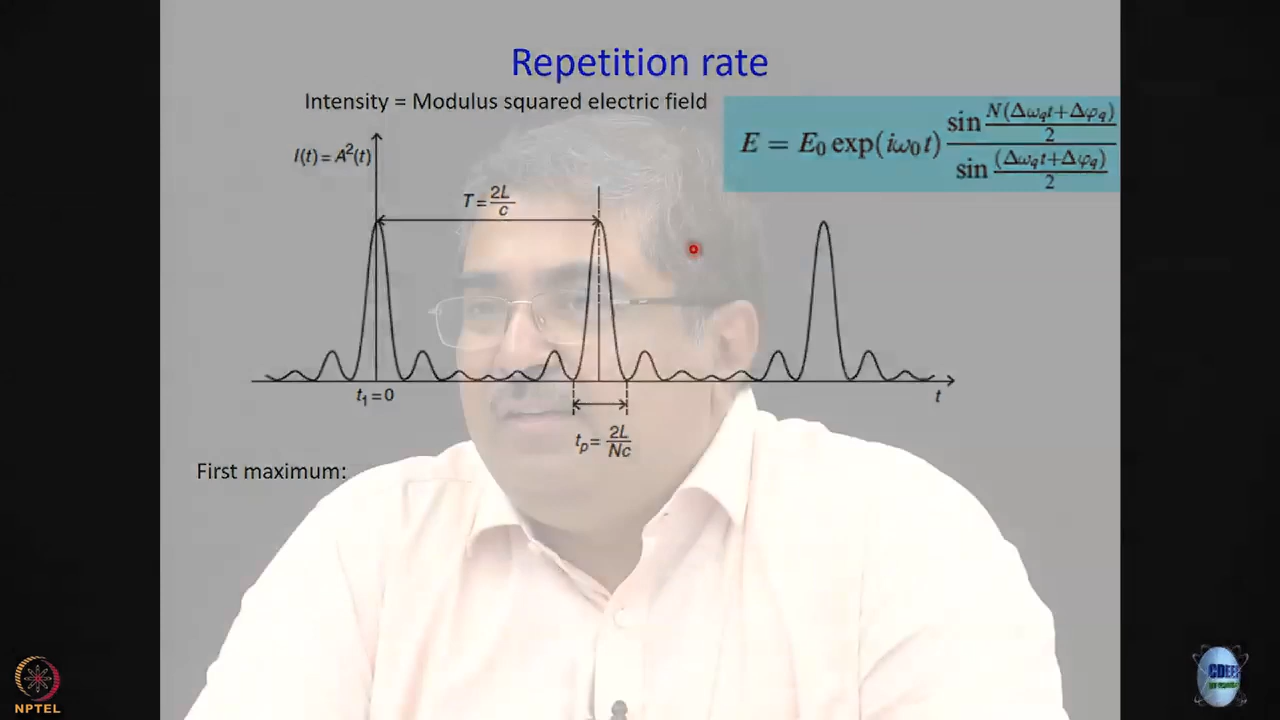 Repetition rate
Intensity = Modulus squared electric field
E = E₀ exp(iω₀t) sin N(Δω_q t+Δφ_q)/2 / sin (Δω_q t+Δφ_q)/2
I(t) = A²(t)
T = 2L/c
t₁ = 0
t
t_p = 2L/Nc
First maximum:
NPTEL
CDEEP